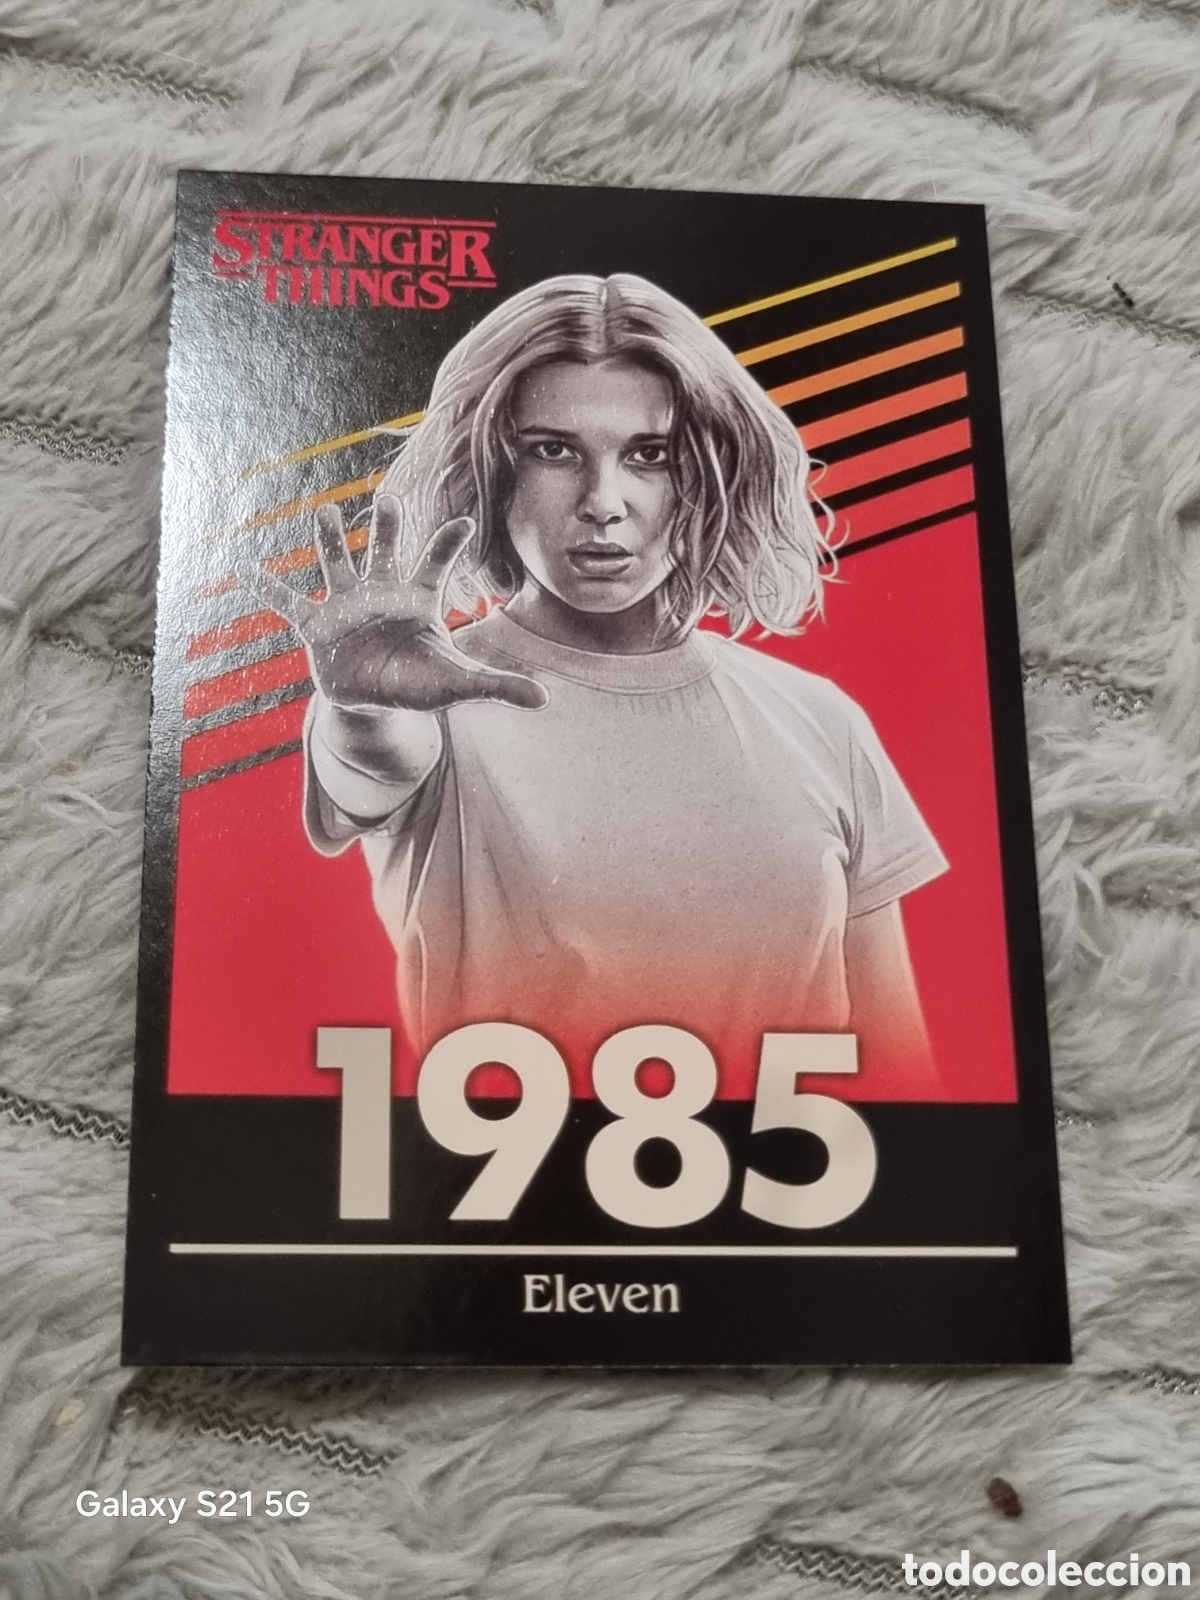 STRANGER
THINGS
1985
Eleven
Galaxy S21 5G
todocoleccion